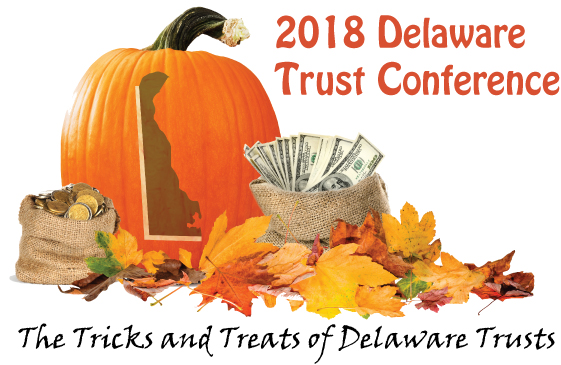 2018 Delaware
Trust Conference
The Tricks and Treats of Delaware Trusts